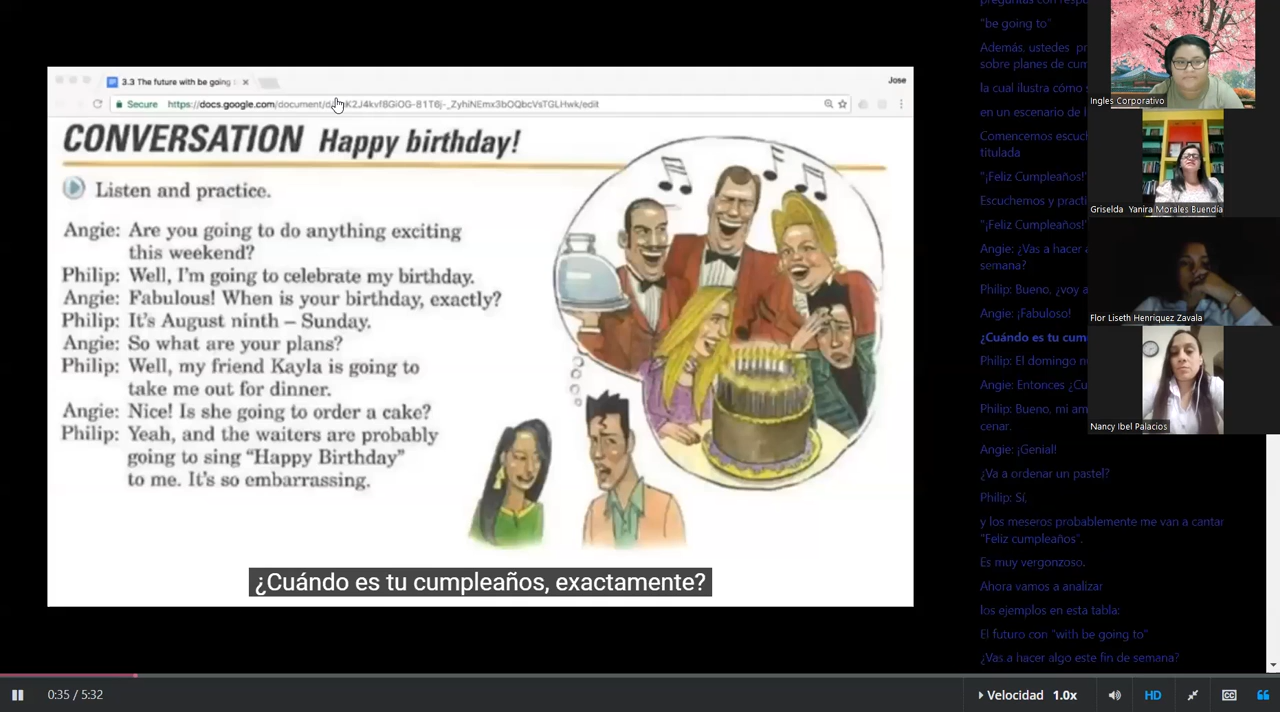 3.3 The future with be going
Jose
Secure
CONVERSATION Happy birthday!
Listen and practice.
Angie: Are you going to do anything exciting
this weekend?
Philip: Well, I'm going to celebrate my birthday.
Angie: Fabulous! When is your birthday, exactly?
Philip: It's August ninth – Sunday.
Angie: So what are your plans?
Philip: Well, my friend Kayla is going to
take me out for dinner.
Angie: Nice! Is she going to order a cake?
Philip: Yeah, and the waiters are probably
going to sing "Happy Birthday"
to me. It's so embarrassing.
¿Cuándo es tu cumpleaños, exactamente?
"be going to"
Además, ustedes
sobre planes de
la cual ilustra cómo
en un escenario de
Comencemos
titulada
"¡Feliz Cumpleaños!"
Escuchemos y
"¡Feliz Cumpleaños!"
Angie: ¿Vas a hacer
semana?
Philip: Bueno, ¿voy a
Angie: ¡Fabuloso!
¿Cuándo es tu
Philip: El domingo
Angie: Entonces
Philip: Bueno, mi
cenar.
Angie: ¡Genial!
¿Va a ordenar un pastel?
Philip: Sí,
y los meseros probablemente me van a cantar
"Feliz cumpleaños".
Es muy vergonzoso.
Ahora vamos a analizar
los ejemplos en esta tabla:
El futuro con "with be going to"
¿Vas a hacer algo este fin de semana?
Ingles Corporativo
Griselda Yanira Morales Buendía
Flor Liseth Henriquez Zavala
Nancy Ibel Palacios
0:35 / 5:32
Velocidad 1.0x
HD
CC